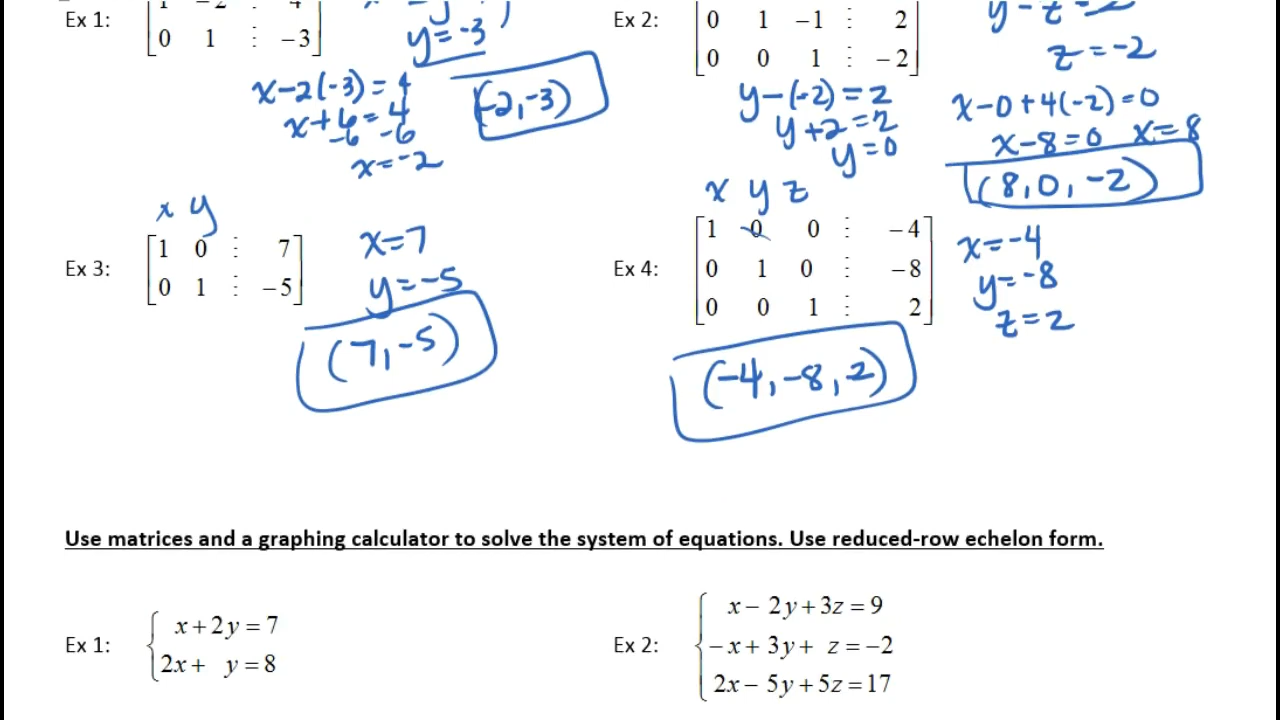 Ex 1:
0 1 ⋮ −3
y=-3
x-2(-3)=4
x+6=4
-6 -6
x=-2
(-2,-3)
Ex 2:
0 1 −1 ⋮ 2
0 0 1 ⋮ −2
z=-2
y-(-2)=2
y+2=2
y=0
x-0+4(-2)=0
x-8=0 x=8
(8,0,-2)
x y
Ex 3:
1 0 ⋮ 7
0 1 ⋮ −5
x=7
y=-5
(7,-5)
x y z
Ex 4:
1 0 0 ⋮ −4
0 1 0 ⋮ −8
0 0 1 ⋮ 2
x=-4
y=-8
z=2
(-4,-8,2)
Use matrices and a graphing calculator to solve the system of equations. Use reduced-row echelon form.
Ex 1:
x + 2y = 7
2x + y = 8
Ex 2:
x − 2y + 3z = 9
−x + 3y + z = −2
2x − 5y + 5z = 17